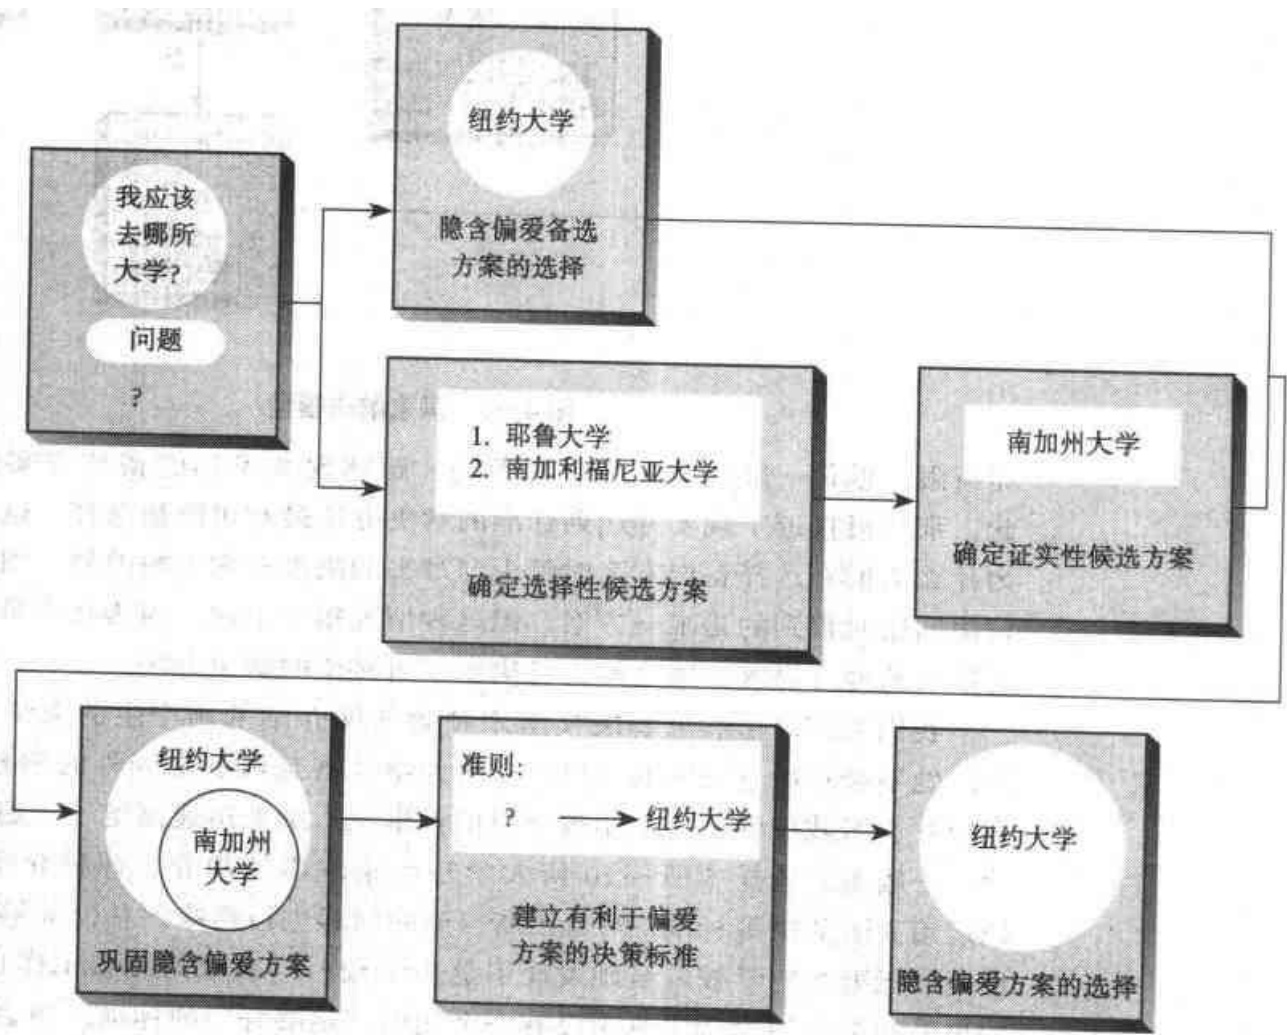 我应该
去哪所
大学?
问题
?
纽约大学
隐含偏爱备选
方案的选择
1. 耶鲁大学
2. 南加利福尼亚大学
确定选择性候选方案
南加州大学
确定证实性候选方案
纽约大学
南加州
大学
巩固隐含偏爱方案
准则:
? 纽约大学
建立有利于偏爱
方案的决策标准
纽约大学
隐含偏爱方案的选择